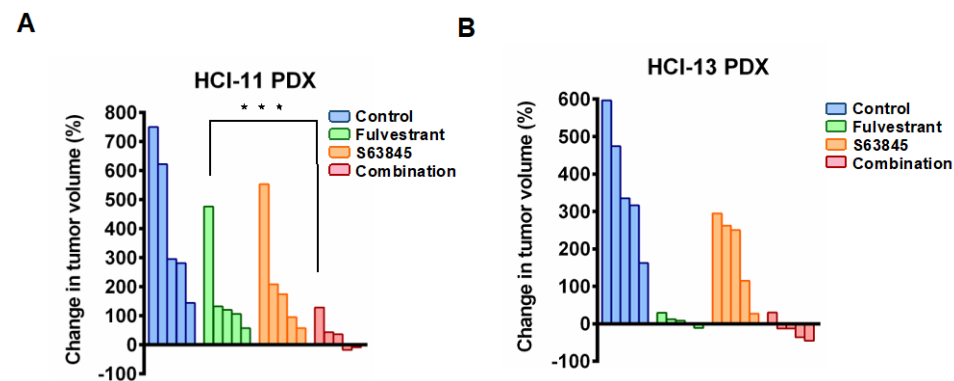 A
HCI-11 PDX
* * *
Change in tumor volume (%)
800
700
600
500
400
300
200
100
0
-100
Control
Fulvestrant
S63845
Combination
B
HCI-13 PDX
Change in tumor volume (%)
600
500
400
300
200
100
0
-100
Control
Fulvestrant
S63845
Combination